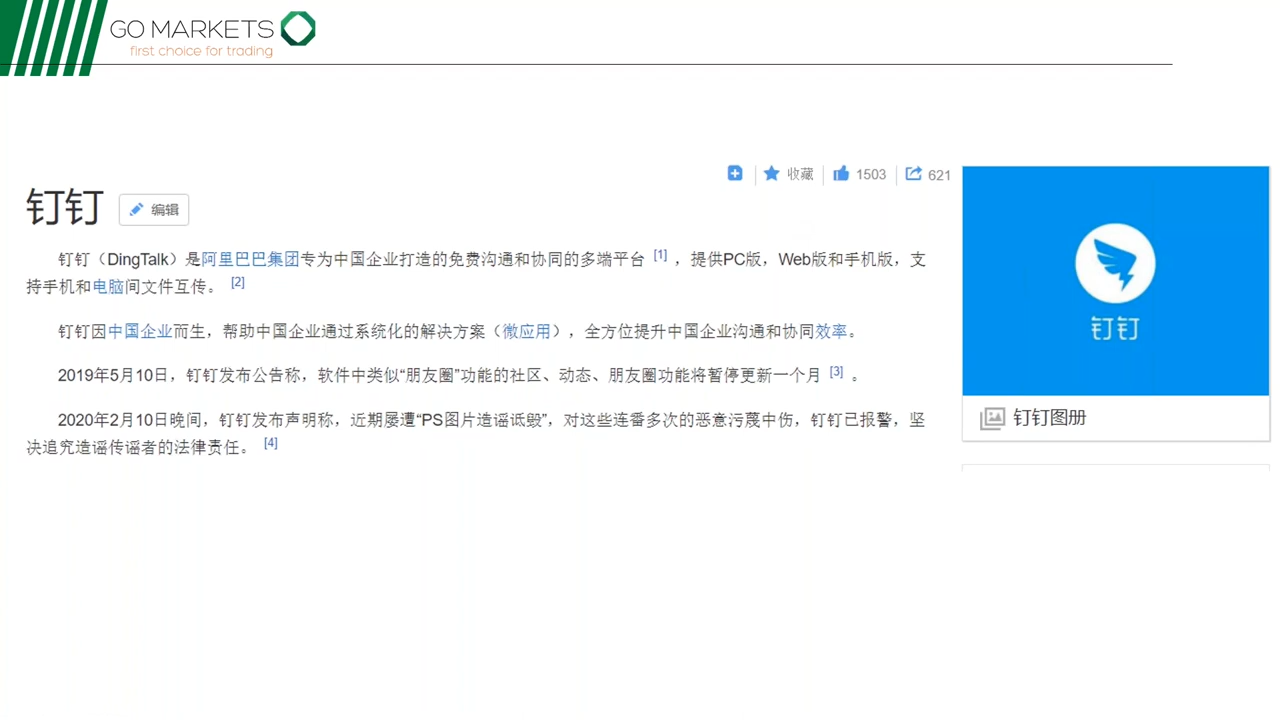 GO MARKETS
first choice for trading
收藏
1503
621
钉钉
编辑
钉钉（DingTalk）是阿里巴巴集团专为中国企业打造的免费沟通和协同的多端平台 [1] ，提供PC版，Web版和手机版，支
持手机和电脑间文件互传。 [2]
钉钉因中国企业而生，帮助中国企业通过系统化的解决方案（微应用），全方位提升中国企业沟通和协同效率。
2019年5月10日，钉钉发布公告称，软件中类似“朋友圈”功能的社区、动态、朋友圈功能将暂停更新一个月 [3] 。
2020年2月10日晚间，钉钉发布声明称，近期屡遭“PS图片造谣诋毁”，对这些连番多次的恶意污蔑中伤，钉钉已报警，坚
决追究造谣传谣者的法律责任。 [4]
钉钉
钉钉图册